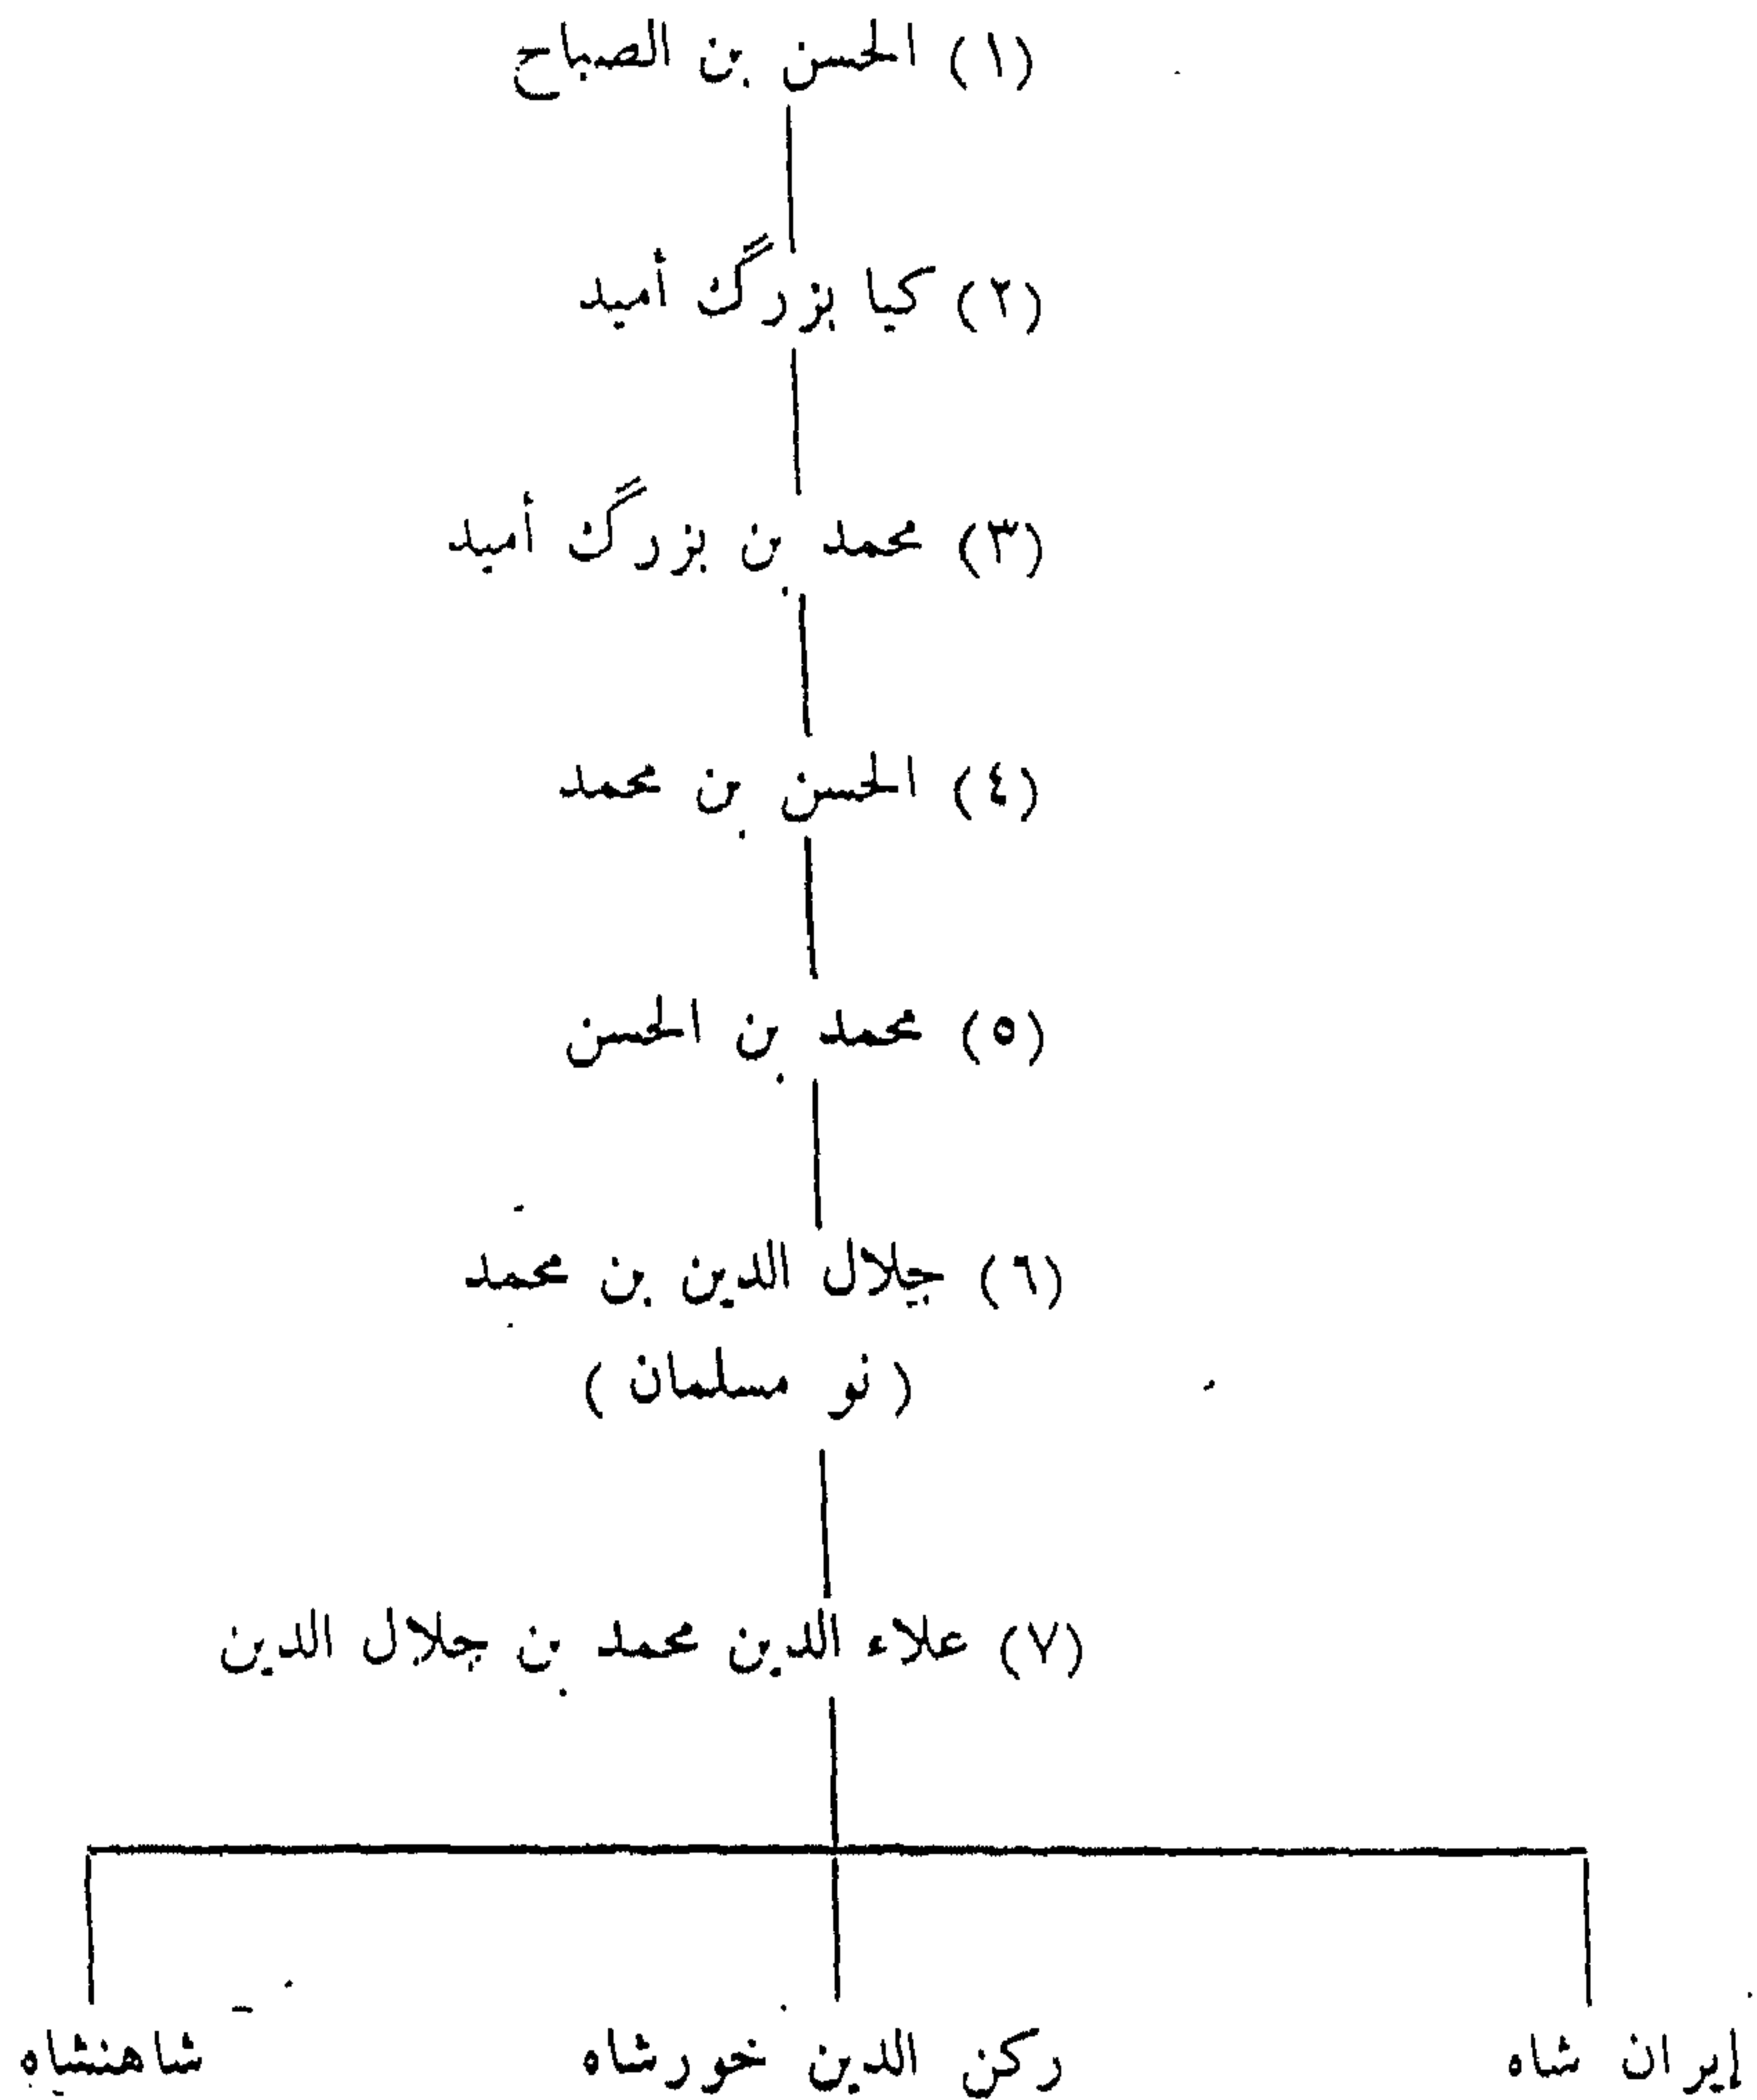 (١) الحسن بن الصباح
(٢) كيا بزرگ أميد
(٣) محمد بن بزرگ أميد
(٤) الحسن بن محمد
(٥) محمد بن الحسن
(٦) جلال الدين بن محمد
(نو مسلمان)
(٧) علاء الدين محمد بن جلال الدين
إيران شاه ركن الدين خورشاه شاهنشاه